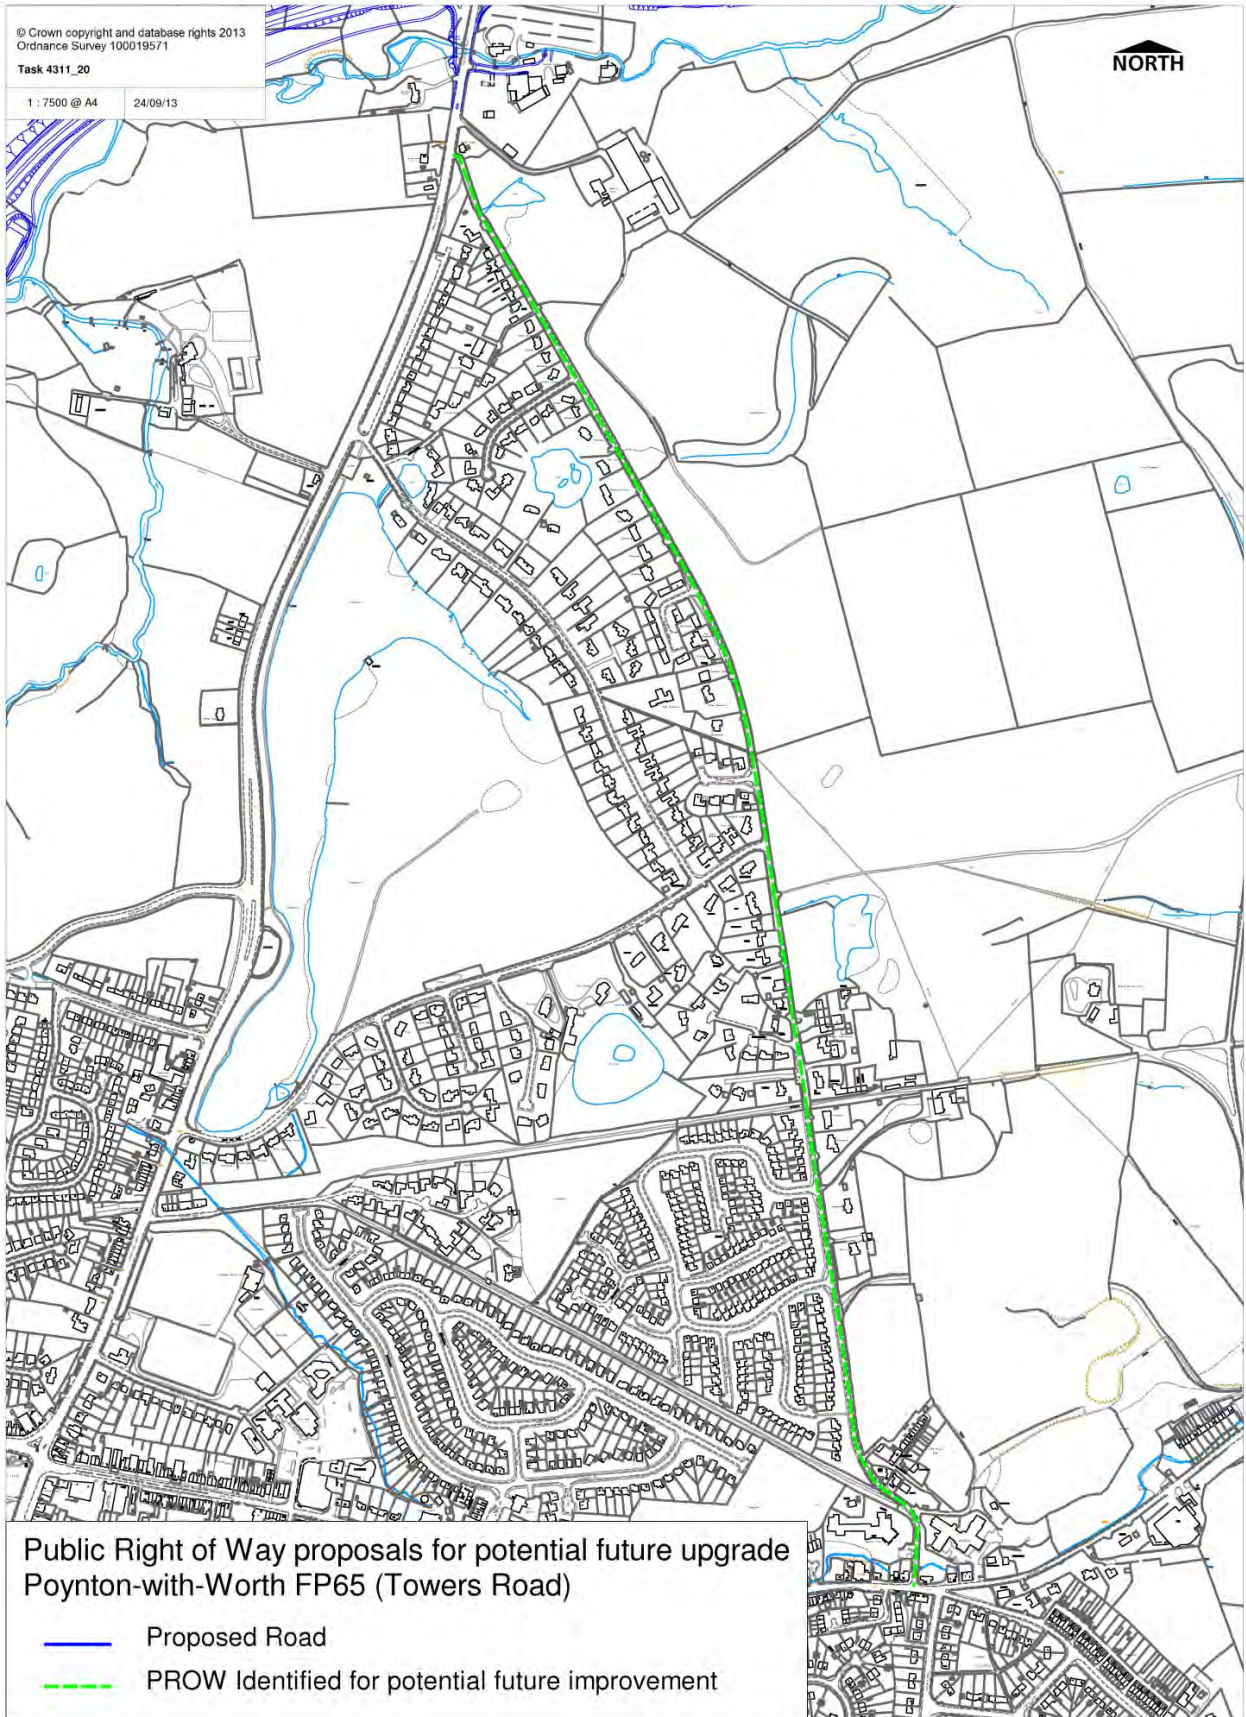 © Crown copyright and database rights 2013
Ordnance Survey 100019571
Task 4311_20
1 : 7500 @ A4 24/09/13
NORTH
Public Right of Way proposals for potential future upgrade
Poynton-with-Worth FP65 (Towers Road)
Proposed Road
PROW Identified for potential future improvement